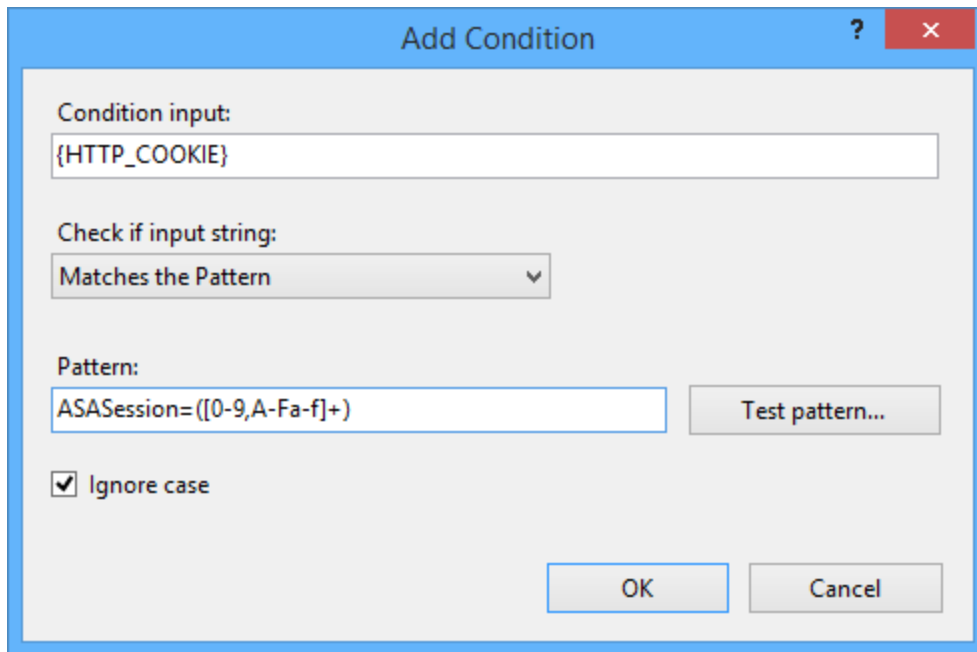 Add Condition
?
Condition input:
{HTTP_COOKIE}
Check if input string:
Matches the Pattern
Pattern:
ASASession=([0-9,A-Fa-f]+)
Test pattern...
Ignore case
OK
Cancel